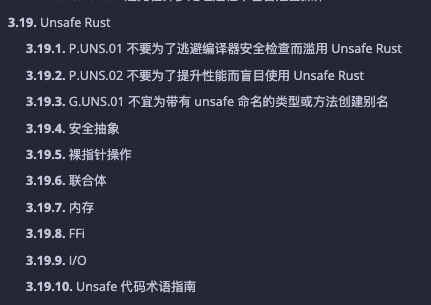 3.19. Unsafe Rust
3.19.1. P.UNS.01 不要为了逃避编译器安全检查而滥用 Unsafe Rust
3.19.2. P.UNS.02 不要为了提升性能而盲目使用 Unsafe Rust
3.19.3. G.UNS.01 不宜为带有 unsafe 命名的类型或方法创建别名
3.19.4. 安全抽象
3.19.5. 裸指针操作
3.19.6. 联合体
3.19.7. 内存
3.19.8. FFi
3.19.9. I/O
3.19.10. Unsafe 代码术语指南